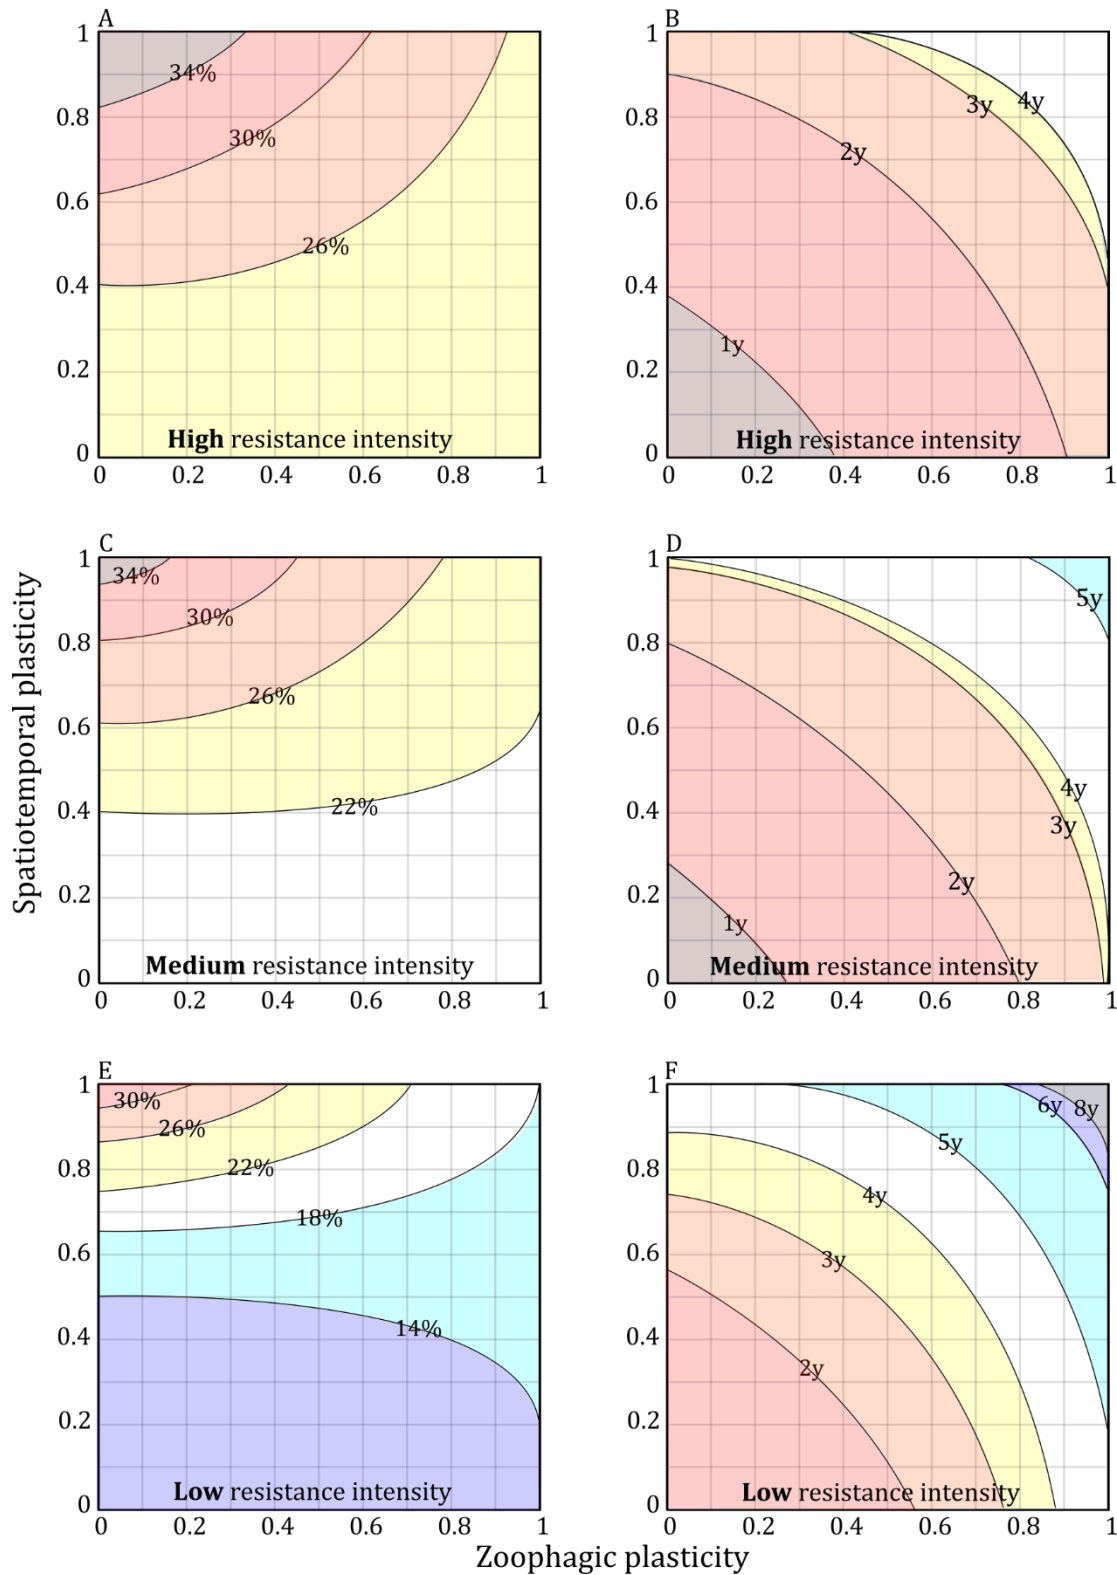 A
1
0.8
0.6
0.4
0.2
0
34%
30%
26%
High resistance intensity
0 0.2 0.4 0.6 0.8 1
B
1
0.8
0.6
0.4
0.2
0
4y
3y
2y
1y
High resistance intensity
0 0.2 0.4 0.6 0.8 1
Spatiotemporal plasticity
C
1
0.8
0.6
0.4
0.2
0
34%
30%
26%
22%
Medium resistance intensity
0 0.2 0.4 0.6 0.8 1
D
1
0.8
0.6
0.4
0.2
0
5y
4y
3y
2y
1y
Medium resistance intensity
0 0.2 0.4 0.6 0.8 1
E
1
0.8
0.6
0.4
0.2
0
30%
26%
22%
18%
14%
Low resistance intensity
0 0.2 0.4 0.6 0.8 1
F
1
0.8
0.6
0.4
0.2
0
6y 8y
5y
4y
3y
2y
Low resistance intensity
0 0.2 0.4 0.6 0.8 1
Zoophagic plasticity